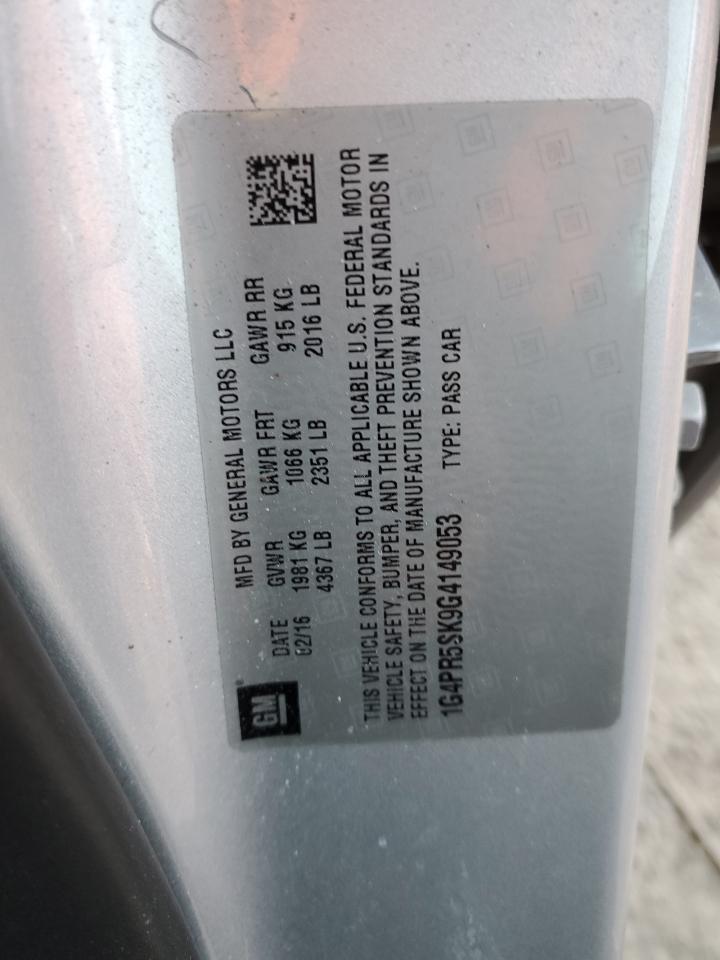 GM®
MFD BY GENERAL MOTORS LLC
DATE GVWR GAWR FRT GAWR RR
02/16 1981 KG 1066 KG 915 KG
4367 LB 2351 LB 2016 LB
THIS VEHICLE CONFORMS TO ALL APPLICABLE U.S. FEDERAL MOTOR
VEHICLE SAFETY, BUMPER, AND THEFT PREVENTION STANDARDS IN
EFFECT ON THE DATE OF MANUFACTURE SHOWN ABOVE.
1G4PR5SK9G4149053 TYPE: PASS CAR